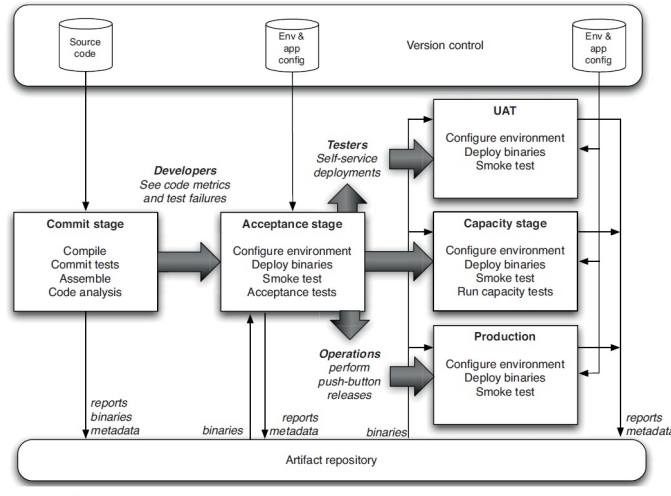 Source
code
Env &
app
config
Version control
Env &
app
config
Developers
See code metrics
and test failures
Testers
Self-service
deployments
UAT
Configure environment
Deploy binaries
Smoke test
Commit stage
Compile
Commit tests
Assemble
Code analysis
Acceptance stage
Configure environment
Deploy binaries
Smoke test
Acceptance tests
Capacity stage
Configure environment
Deploy binaries
Smoke test
Run capacity tests
Operations
perform
push-button
releases
Production
Configure environment
Deploy binaries
Smoke test
reports
binaries
metadata
binaries
reports
metadata
binaries
reports
metadata
Artifact repository